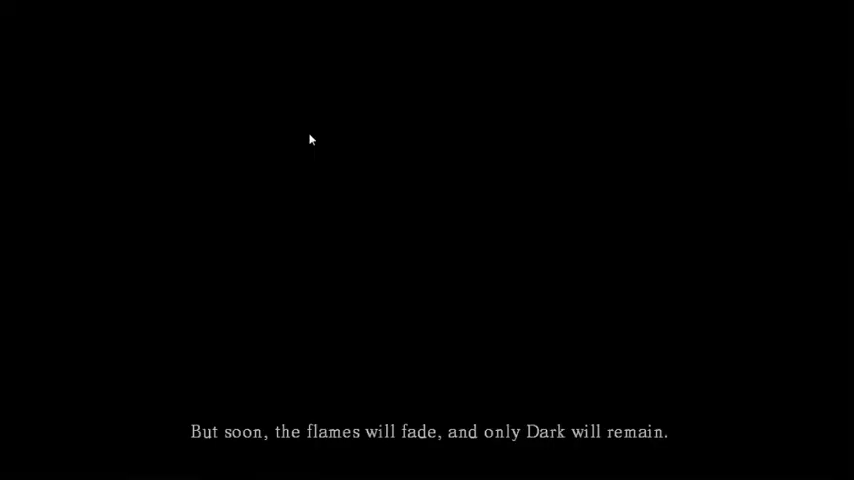 But soon, the flames will fade, and only Dark will remain.